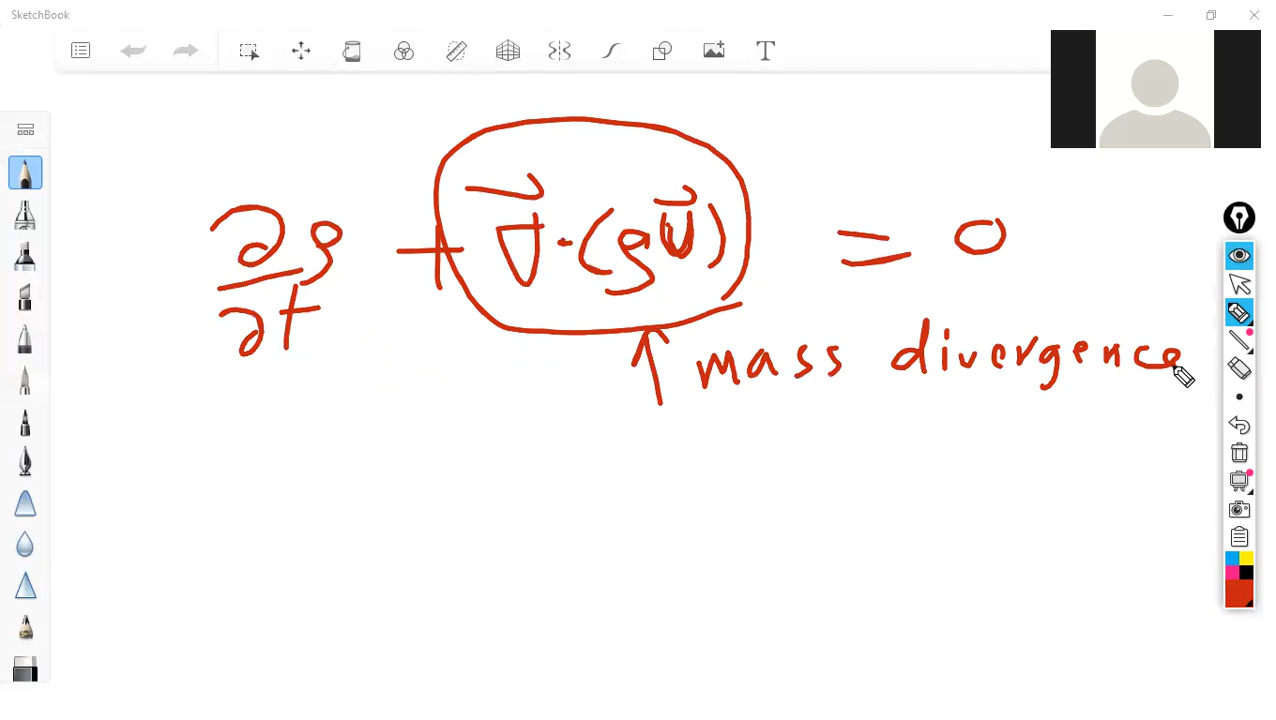 SketchBook
∂ρ/∂t + ∇⃗·(ρU⃗) = 0
mass divergence